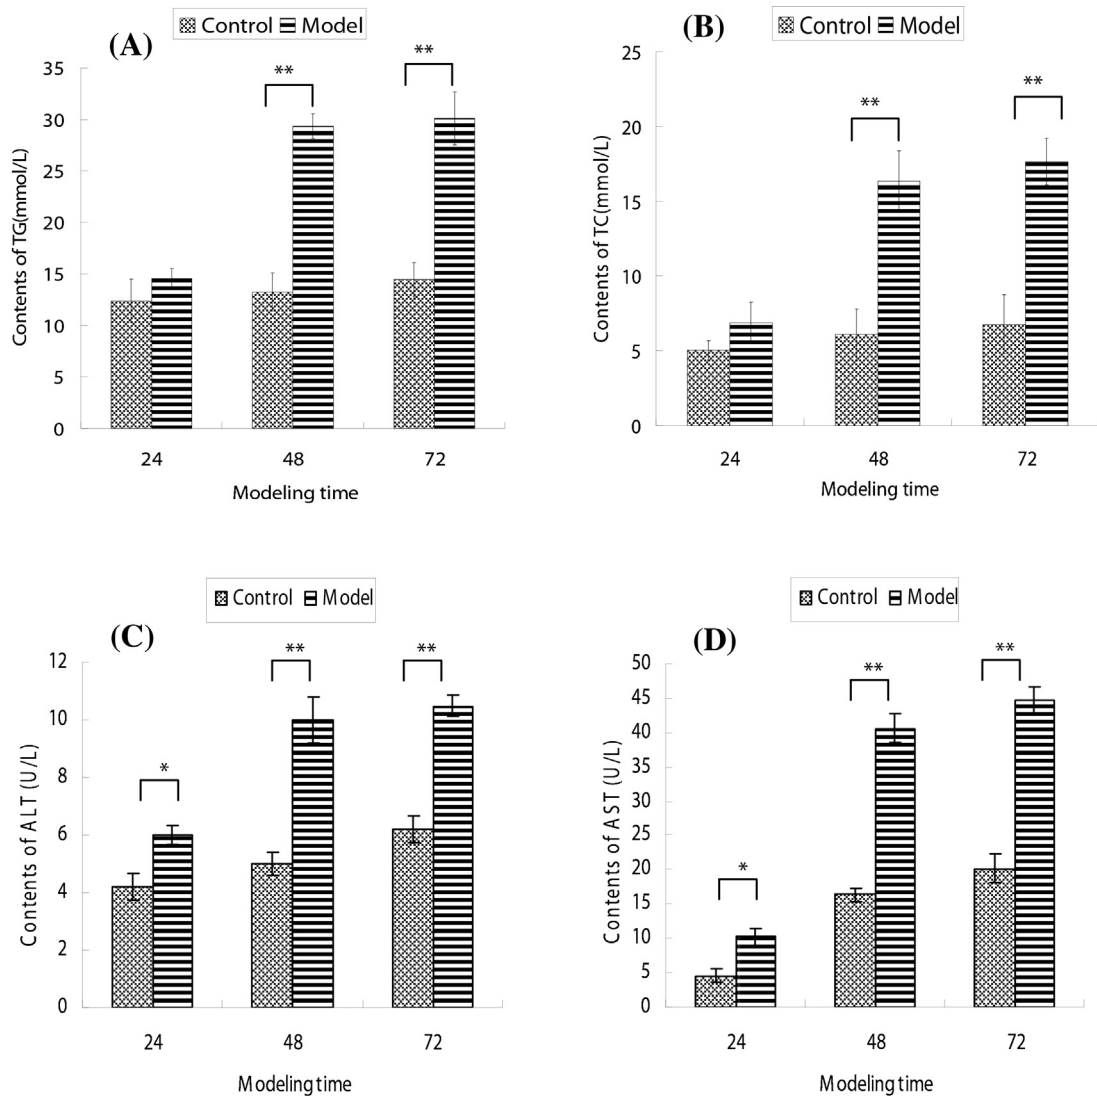 Control Model
(A)
**
**
35
30
25
20
15
10
5
0
Contents of TG(mmol/L)
24 48 72
Modeling time
Control Model
(B)
**
**
25
20
15
10
5
0
Contents of TC(mmol/L)
24 48 72
Modeling time
Control Model
(C)
**
**
*
12
10
8
6
4
2
0
Contents of ALT (U/L)
24 48 72
Modeling time
Control Model
(D)
**
**
*
50
45
40
35
30
25
20
15
10
5
0
Contents of AST (U/L)
24 48 72
Modeling time